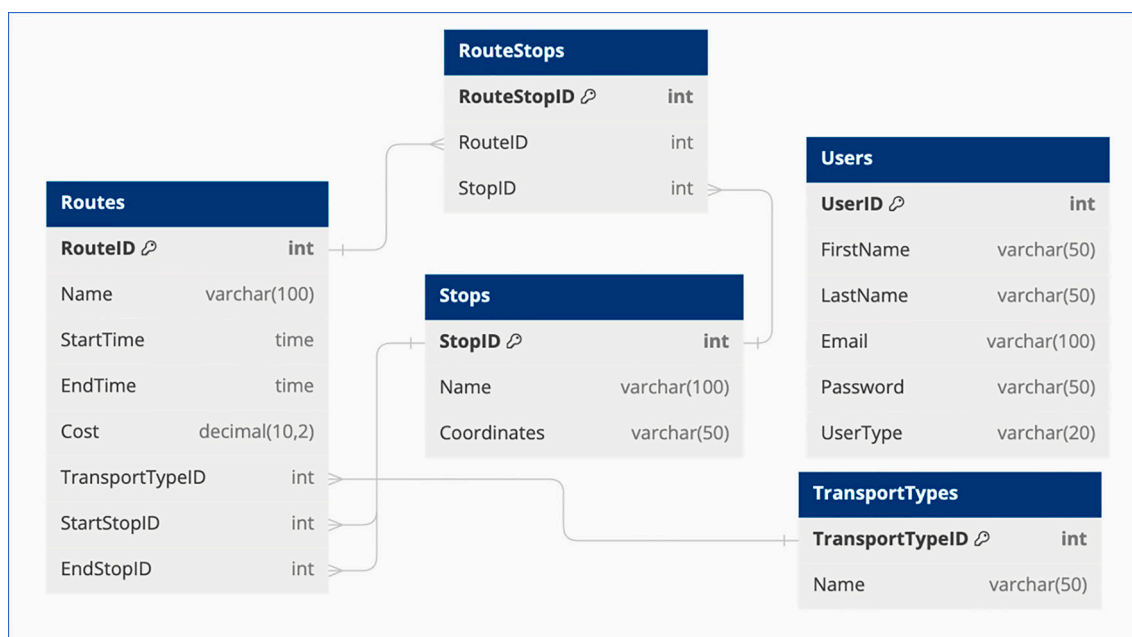 RouteStops
RouteStopID int
RouteID int
StopID int
Users
UserID int
FirstName varchar(50)
LastName varchar(50)
Email varchar(100)
Password varchar(50)
UserType varchar(20)
Routes
RouteID int
Name varchar(100)
StartTime time
EndTime time
Cost decimal(10,2)
TransportTypeID int
StartStopID int
EndStopID int
Stops
StopID int
Name varchar(100)
Coordinates varchar(50)
TransportTypes
TransportTypeID int
Name varchar(50)